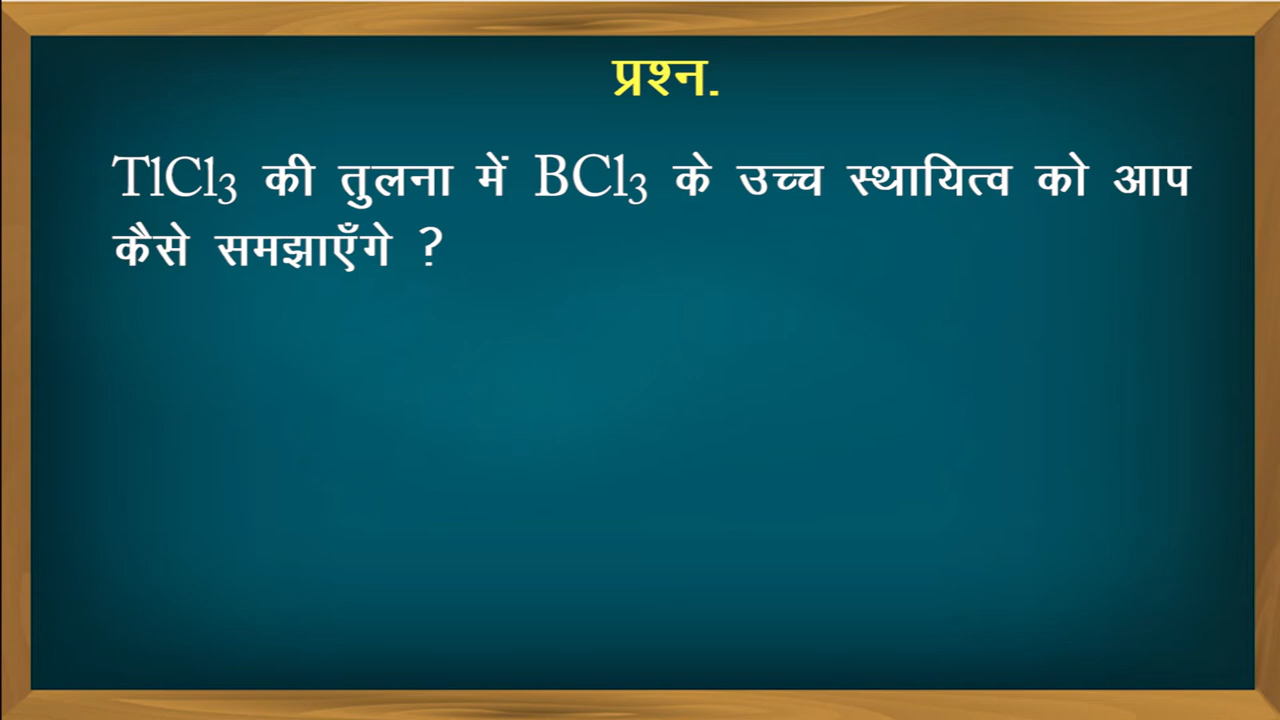 प्रश्न.
TlCl₃ की तुलना में BCl₃ के उच्च स्थायित्व को आप
कैसे समझाएँगे ?